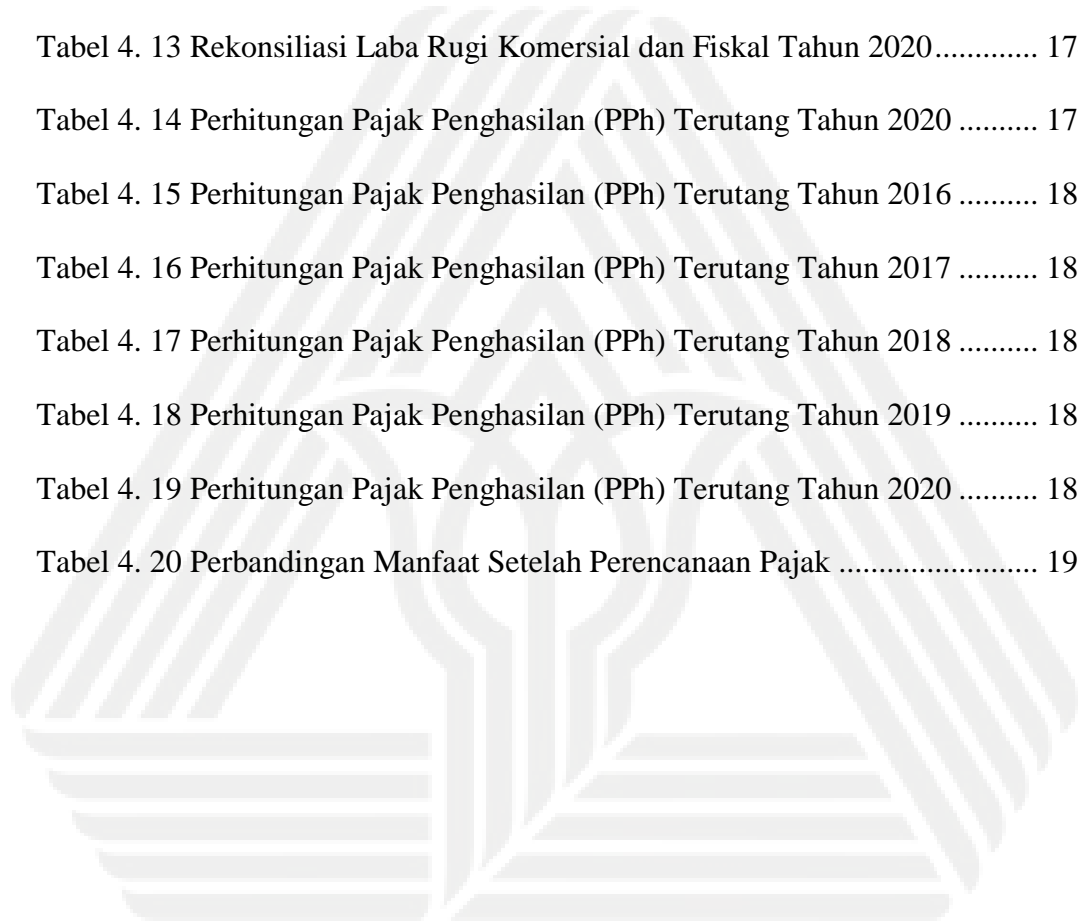 Tabel 4. 13 Rekonsiliasi Laba Rugi Komersial dan Fiskal Tahun 2020............. 17
Tabel 4. 14 Perhitungan Pajak Penghasilan (PPh) Terutang Tahun 2020 .......... 17
Tabel 4. 15 Perhitungan Pajak Penghasilan (PPh) Terutang Tahun 2016 .......... 18
Tabel 4. 16 Perhitungan Pajak Penghasilan (PPh) Terutang Tahun 2017 .......... 18
Tabel 4. 17 Perhitungan Pajak Penghasilan (PPh) Terutang Tahun 2018 .......... 18
Tabel 4. 18 Perhitungan Pajak Penghasilan (PPh) Terutang Tahun 2019 .......... 18
Tabel 4. 19 Perhitungan Pajak Penghasilan (PPh) Terutang Tahun 2020 .......... 18
Tabel 4. 20 Perbandingan Manfaat Setelah Perencanaan Pajak ......................... 19